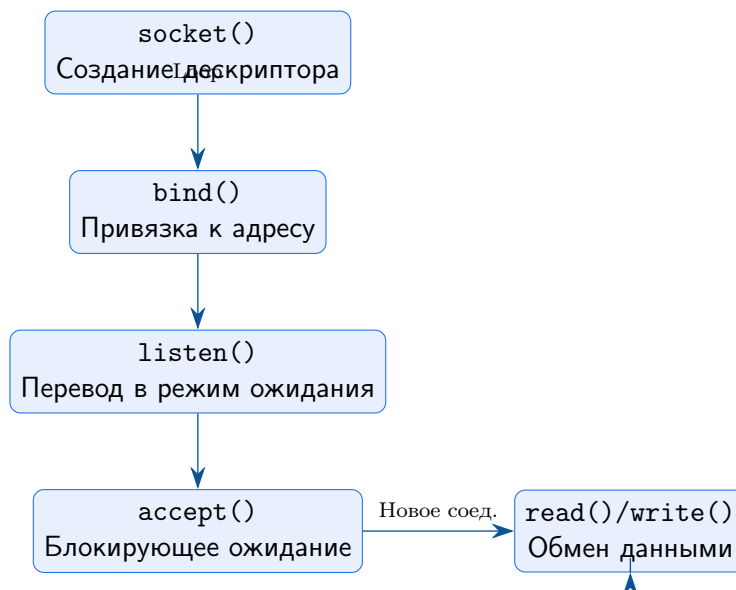 socket()
Создание дескриптора
Loop
bind()
Привязка к адресу
listen()
Перевод в режим ожидания
accept()
Блокирующее ожидание
Новое соед.
read()/write()
Обмен данными